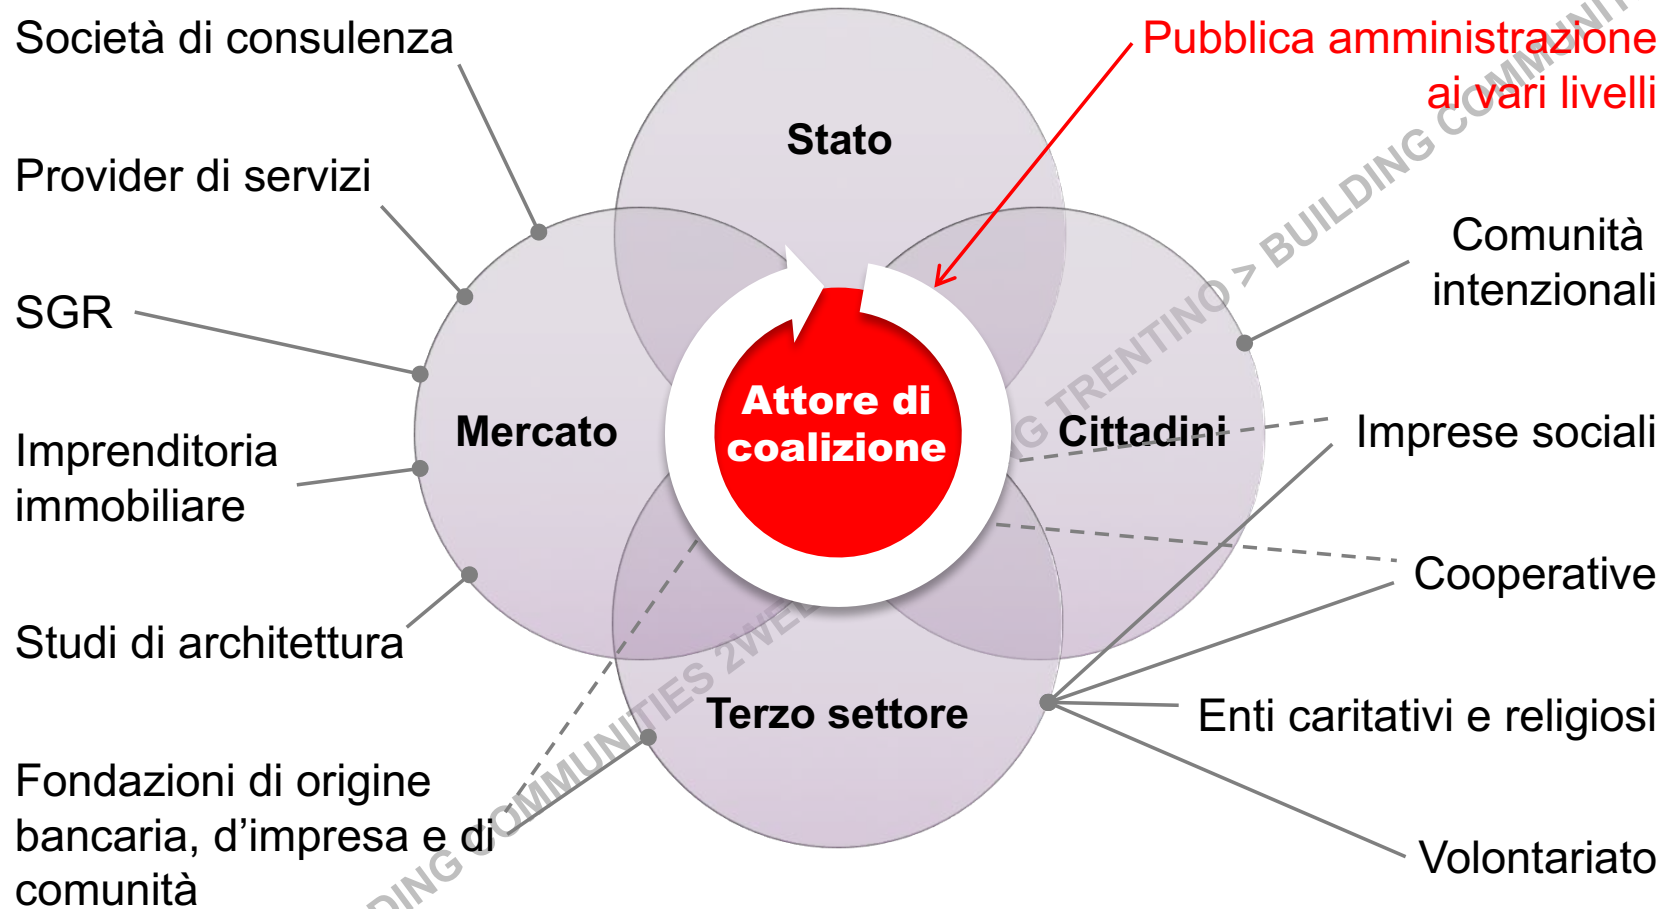 Società di consulenza
Pubblica amministrazione
ai vari livelli
Stato
Provider di servizi
Comunità
intenzionali
SGR
Attore di
coalizione
Mercato
Cittadini
Imprese sociali
Imprenditoria
immobiliare
Cooperative
Studi di architettura
Terzo settore
Enti caritativi e religiosi
Fondazioni di origine
bancaria, d’impresa e di
comunità
Volontariato
COMMUNITIES
TRENTINO > BUILDING